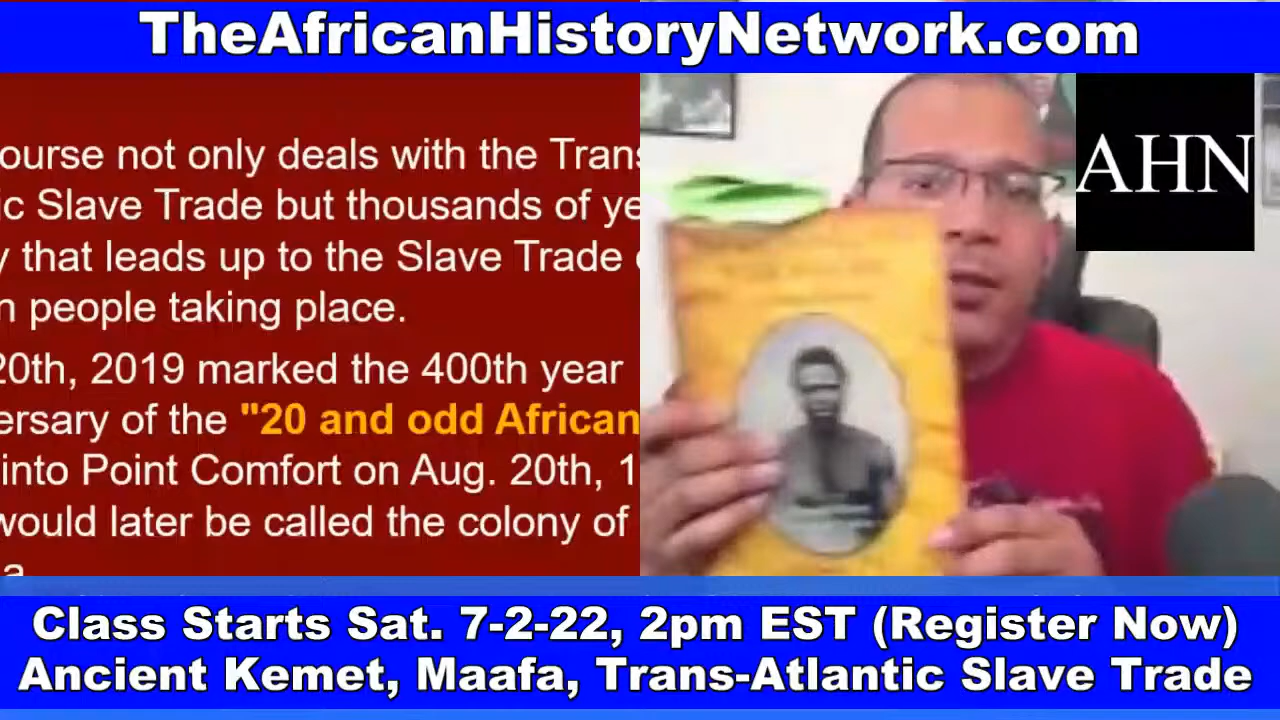 TheAfricanHistoryNetwork.com
AHN
ourse not only deals with the Trans
ic Slave Trade but thousands of ye
y that leads up to the Slave Trade
n people taking place.
20th, 2019 marked the 400th year
ersary of the "20 and odd African
into Point Comfort on Aug. 20th, 1
would later be called the colony of
a
Class Starts Sat. 7-2-22, 2pm EST (Register Now)
Ancient Kemet, Maafa, Trans-Atlantic Slave Trade